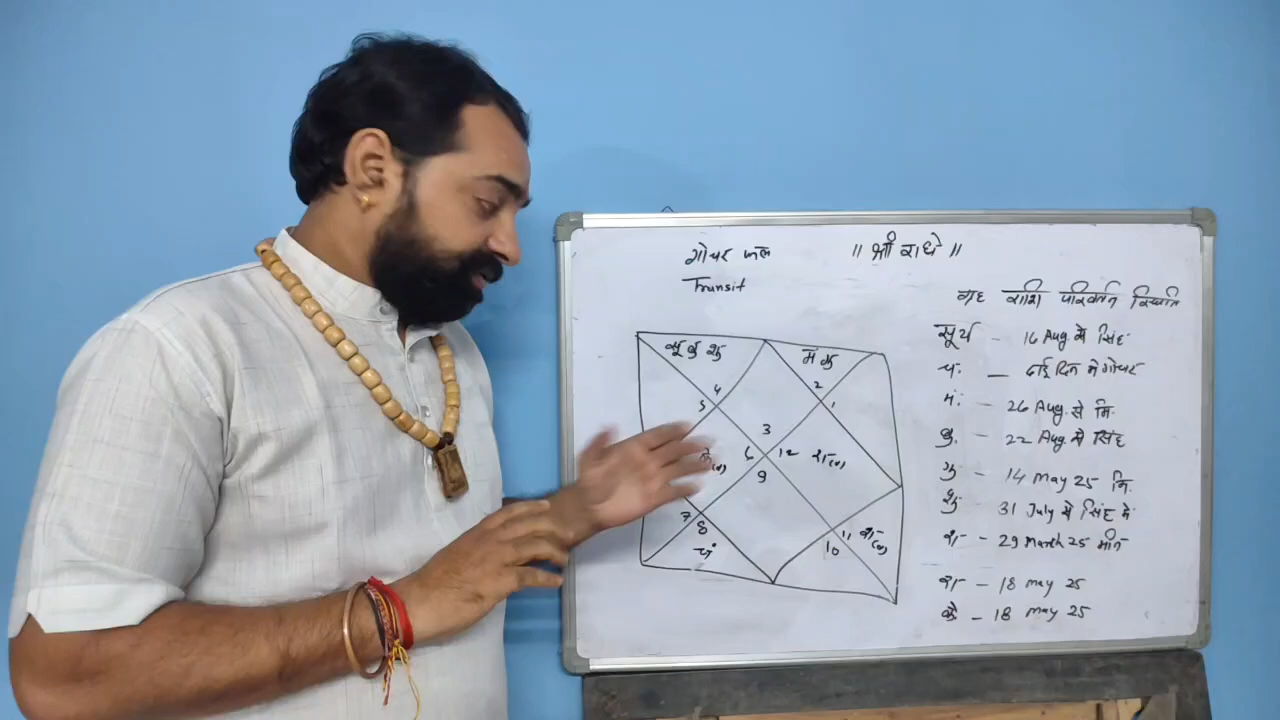 गोचर फल
॥ श्री राधे ॥
Transit
ग्रह राशि परिवर्तन स्थिति
सूर्य - 16 Aug से सिंह
चं - ढाई दिन मे गोचर
मं - 26 Aug से मि.
बु. - 22 Aug से सिंह
गु - 14 May 25 मि.
शु - 31 July से सिंह मे
श - 29 March 25 मीन
रा - 18 May 25
के - 18 May 25
सू बु शु
मं गु
4
2
5
1
3
6
12 रा (व)
9
7
8
11 श (व)
10
चं